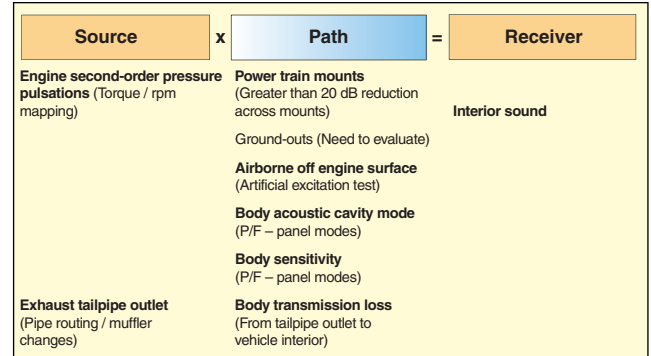 Source x Path = Receiver
Engine second-order pressure
pulsations (Torque / rpm
mapping)
Power train mounts
(Greater than 20 dB reduction
across mounts)
Interior sound
Ground-outs (Need to evaluate)
Airborne off engine surface
(Artificial excitation test)
Body acoustic cavity mode
(P/F – panel modes)
Body sensitivity
(P/F – panel modes)
Exhaust tailpipe outlet
(Pipe routing / muffler
changes)
Body transmission loss
(From tailpipe outlet to
vehicle interior)